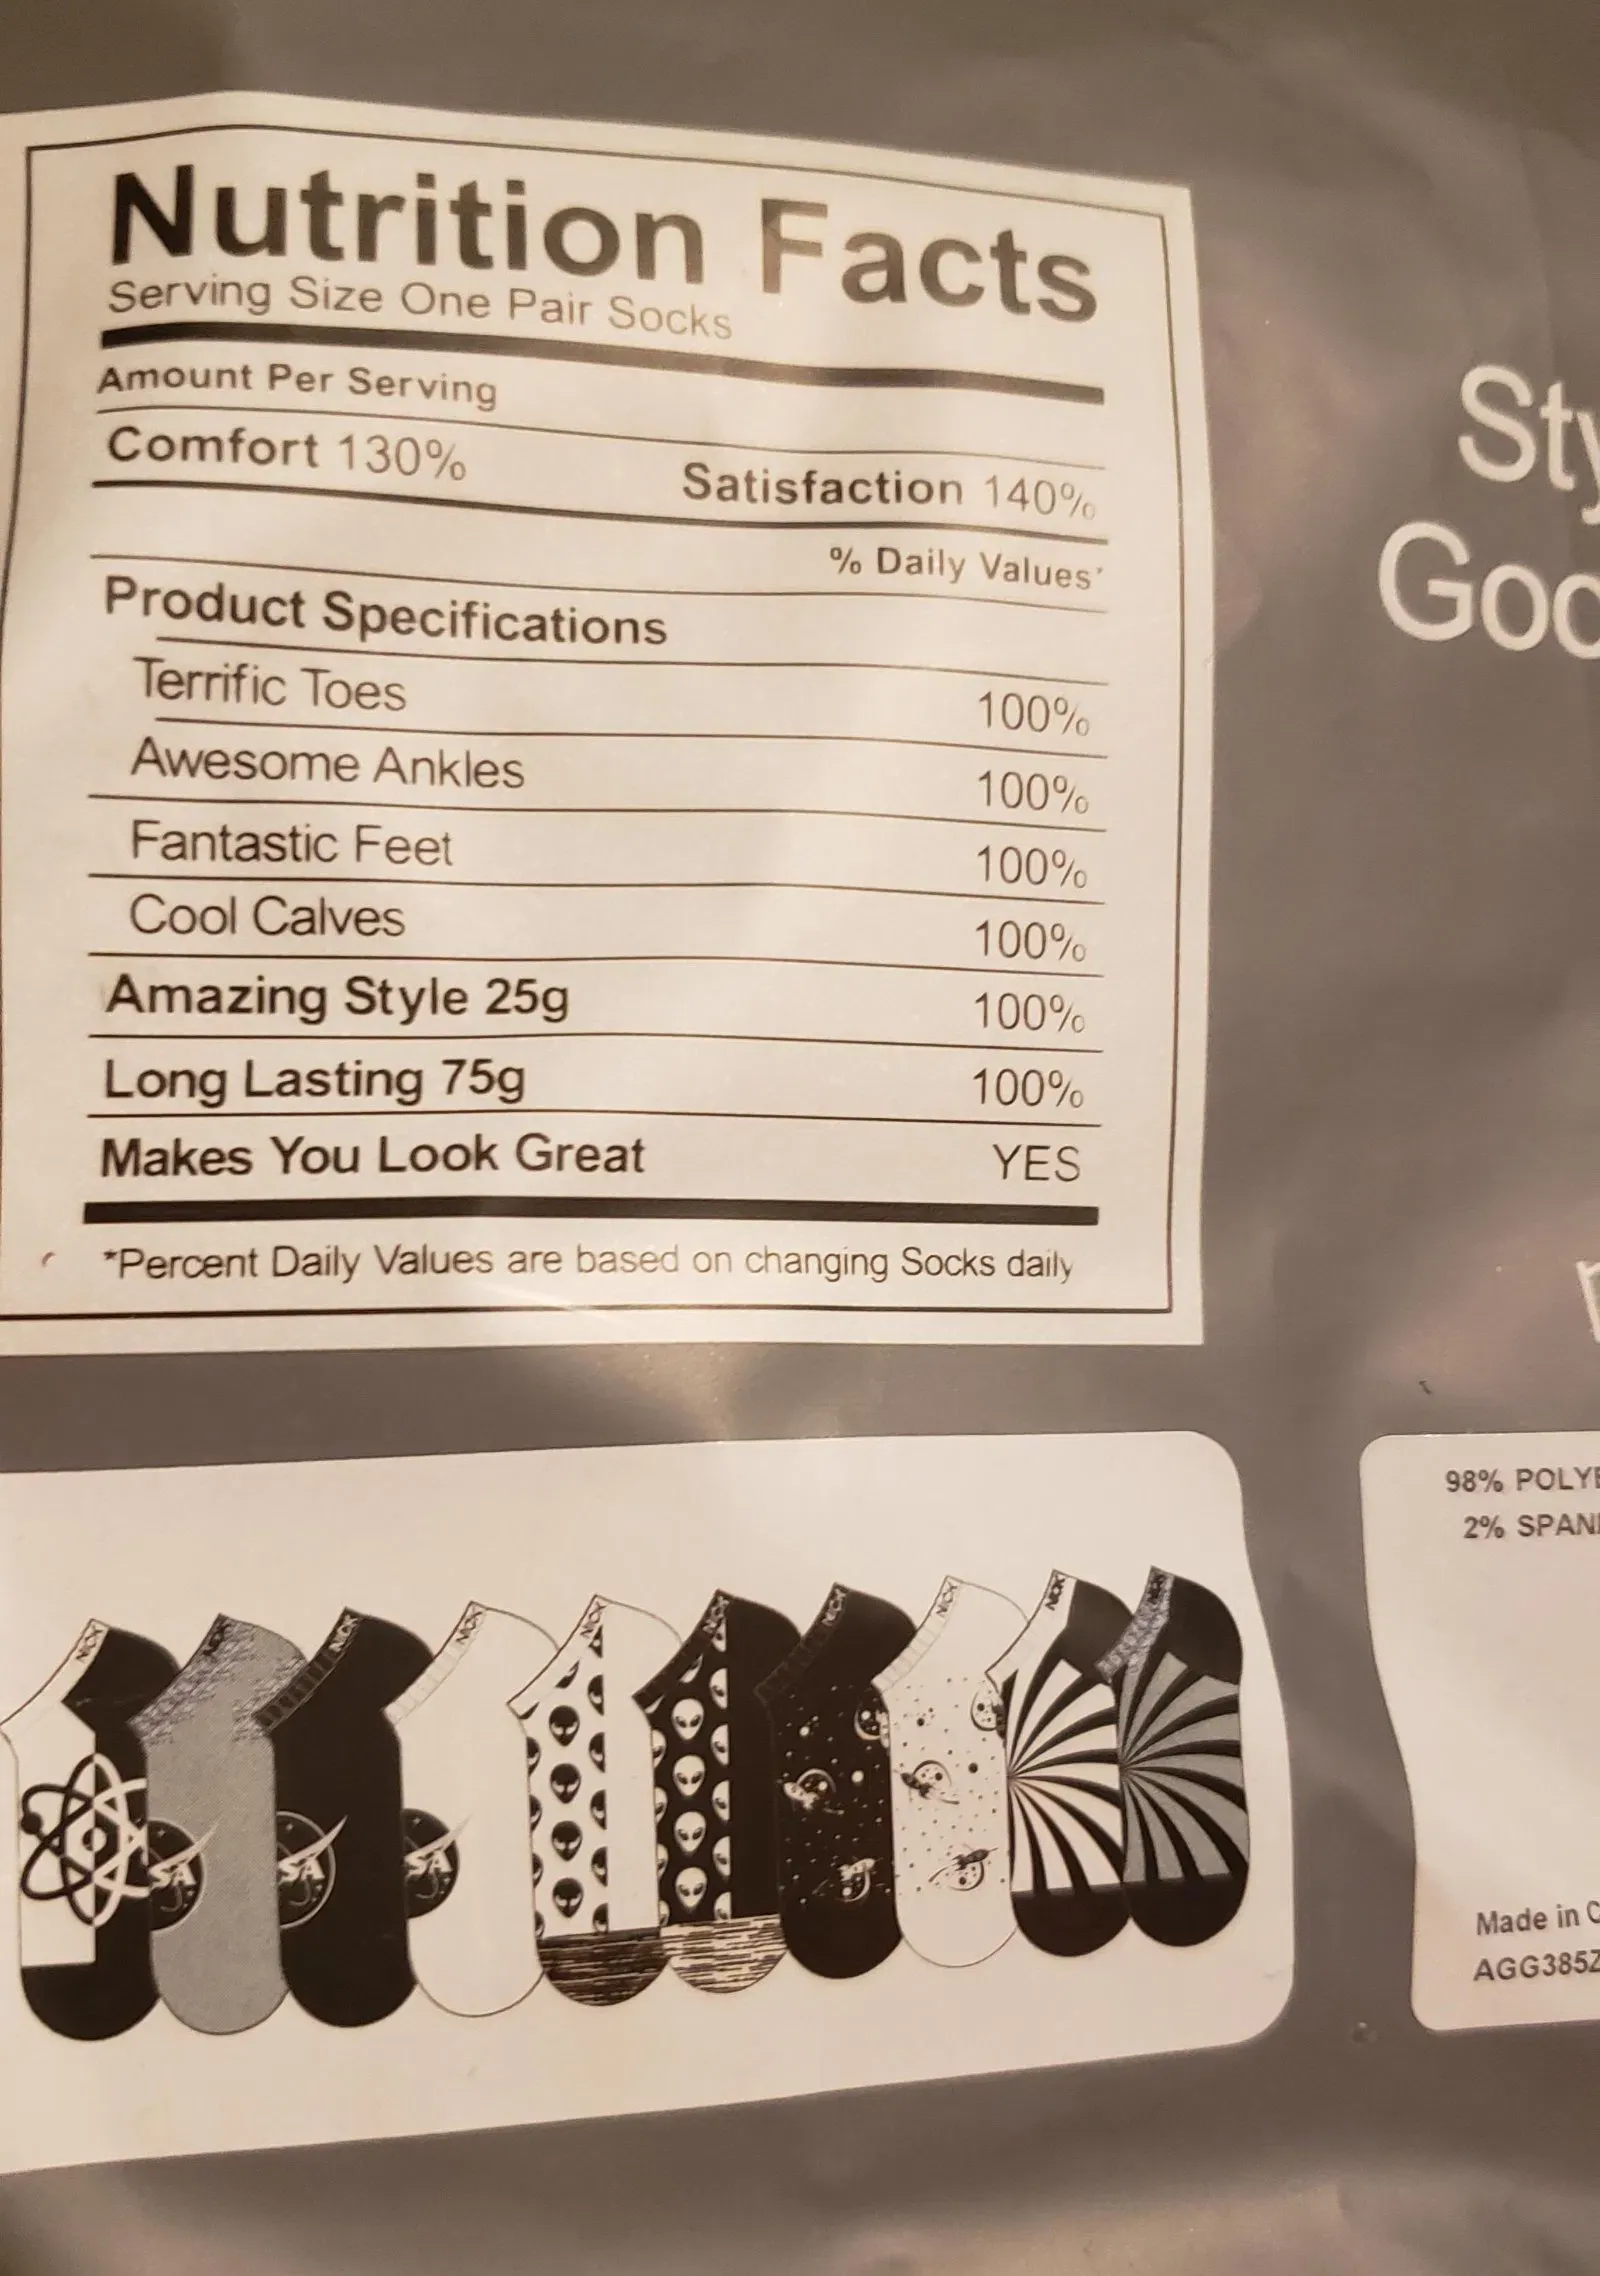 Nutrition Facts
Serving Size One Pair Socks
Amount Per Serving
Comfort 130% Satisfaction 140%
% Daily Values*
Product Specifications
Terrific Toes 100%
Awesome Ankles 100%
Fantastic Feet 100%
Cool Calves 100%
Amazing Style 25g 100%
Long Lasting 75g 100%
Makes You Look Great YES
*Percent Daily Values are based on changing Socks daily
98%
2%
Made in